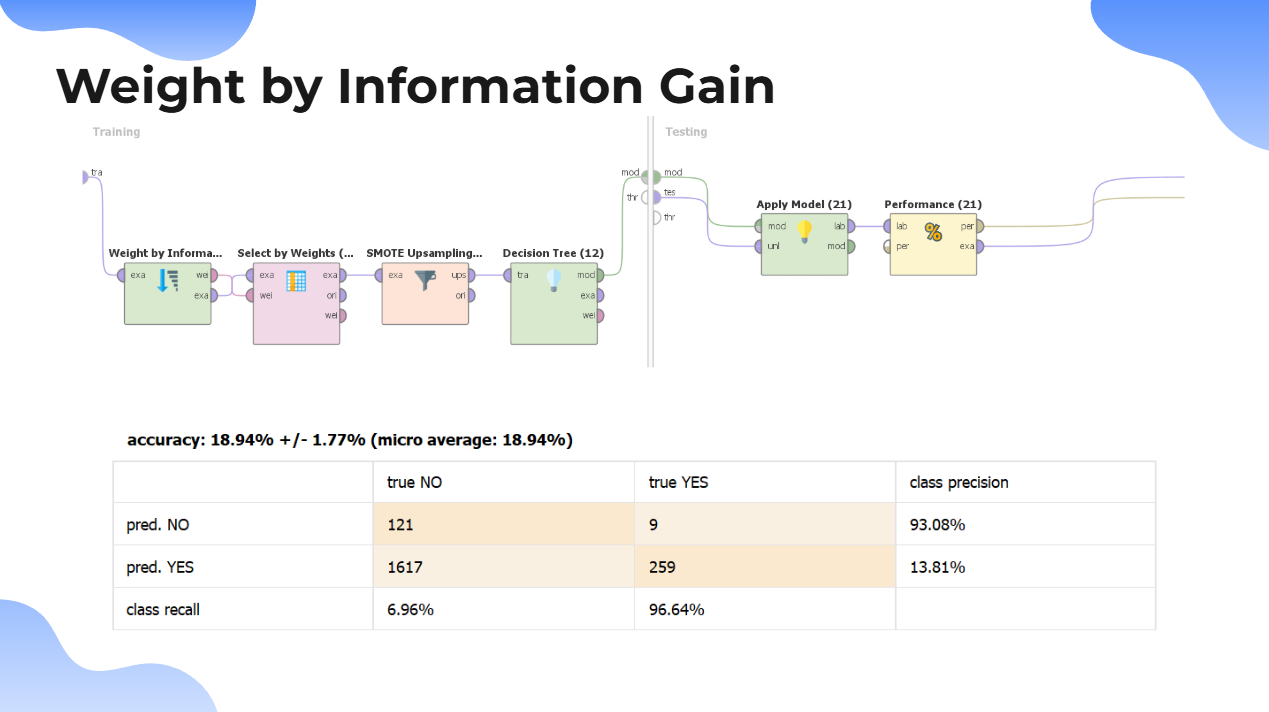 Weight by Information Gain
Training
Testing
tra
mod
mod
thr
tes
thr
Weight by Informa...
exa
wei
exa
Select by Weights (...
exa
exa
wei
ori
wei
SMOTE Upsampling...
exa
ups
ori
Decision Tree (12)
tra
mod
exa
wei
Apply Model (21)
mod
lab
unl
mod
Performance (21)
%
lab
per
per
exa
accuracy: 18.94% +/- 1.77% (micro average: 18.94%)
true NO true YES class precision
pred. NO 121 9 93.08%
pred. YES 1617 259 13.81%
class recall 6.96% 96.64%